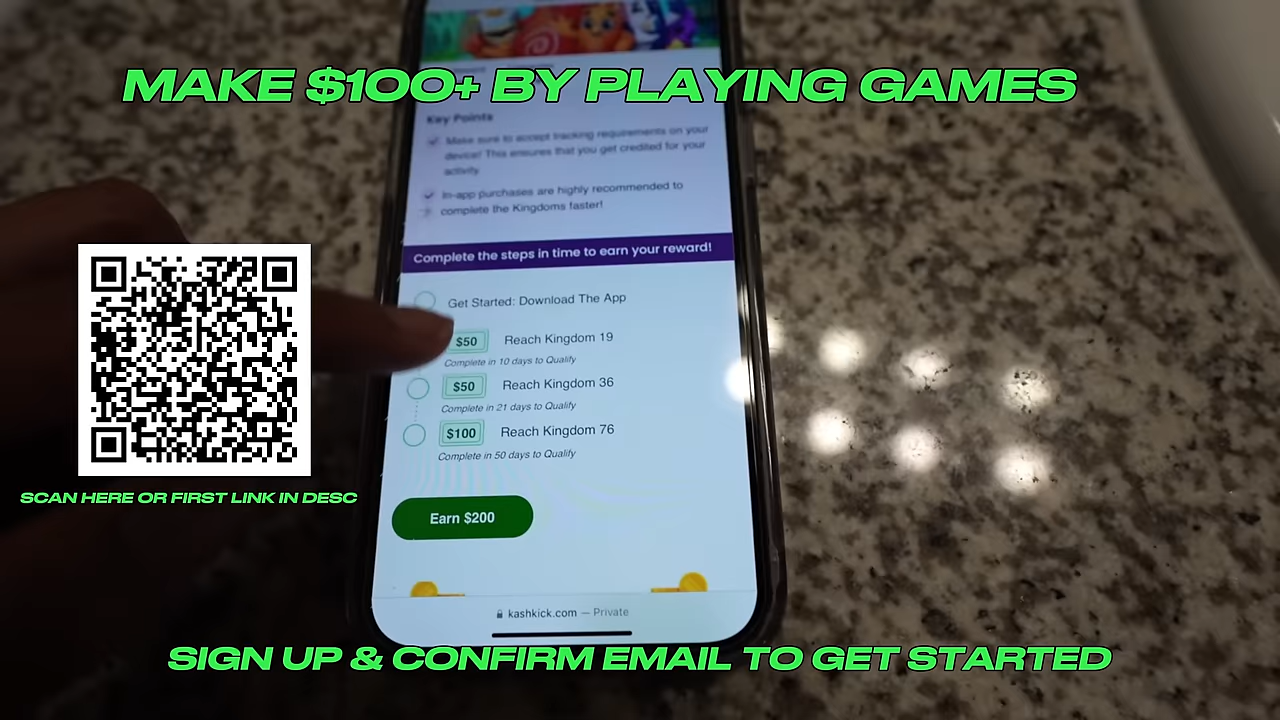 MAKE $100+ BY PLAYING GAMES
Key Points
Make sure to accept tracking requirements on your
device! This ensures that you get credited for your
activity.
In-app purchases are highly recommended to
complete the Kingdoms faster!
Complete the steps in time to earn your reward!
Get Started: Download The App
$50 Reach Kingdom 19
Complete in 10 days to Qualify
$50 Reach Kingdom 36
Complete in 21 days to Qualify
$100 Reach Kingdom 76
Complete in 50 days to Qualify
Earn $200
kashkick.com — Private
SCAN HERE OR FIRST LINK IN DESC
SIGN UP & CONFIRM EMAIL TO GET STARTED